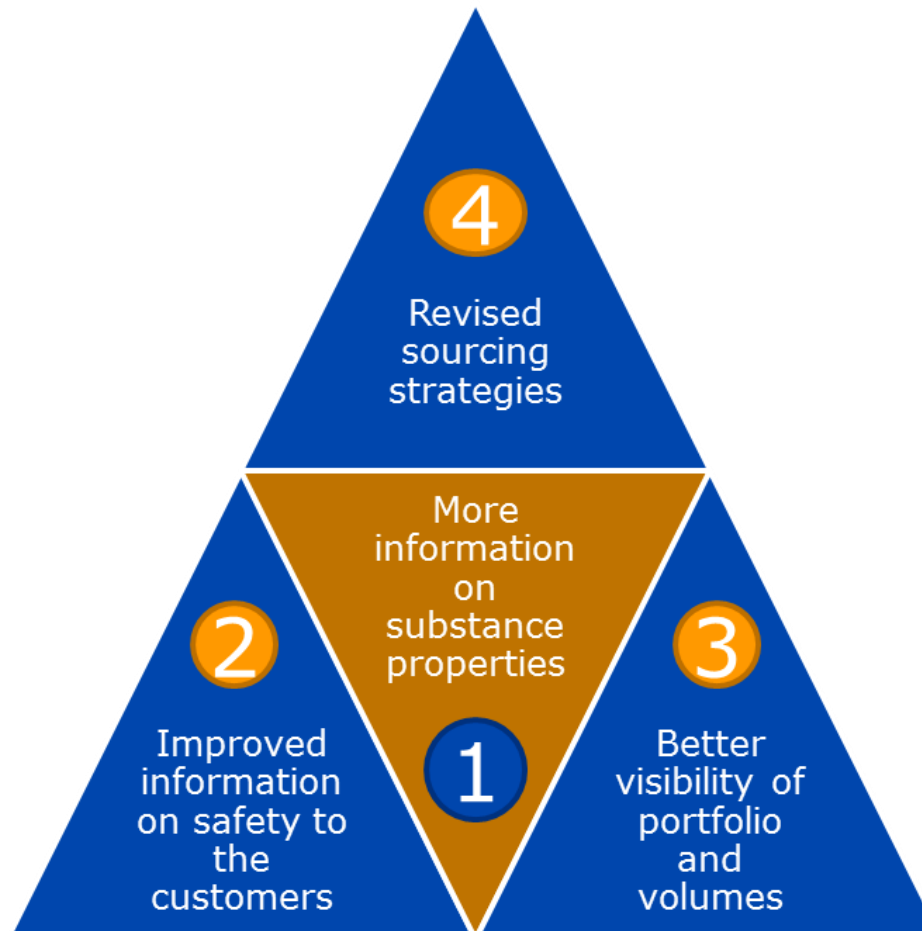 4
Revised
sourcing
strategies
More
information
on
substance
properties
1
2
Improved
information
on safety to
the
customers
3
Better
visibility of
portfolio
and
volumes